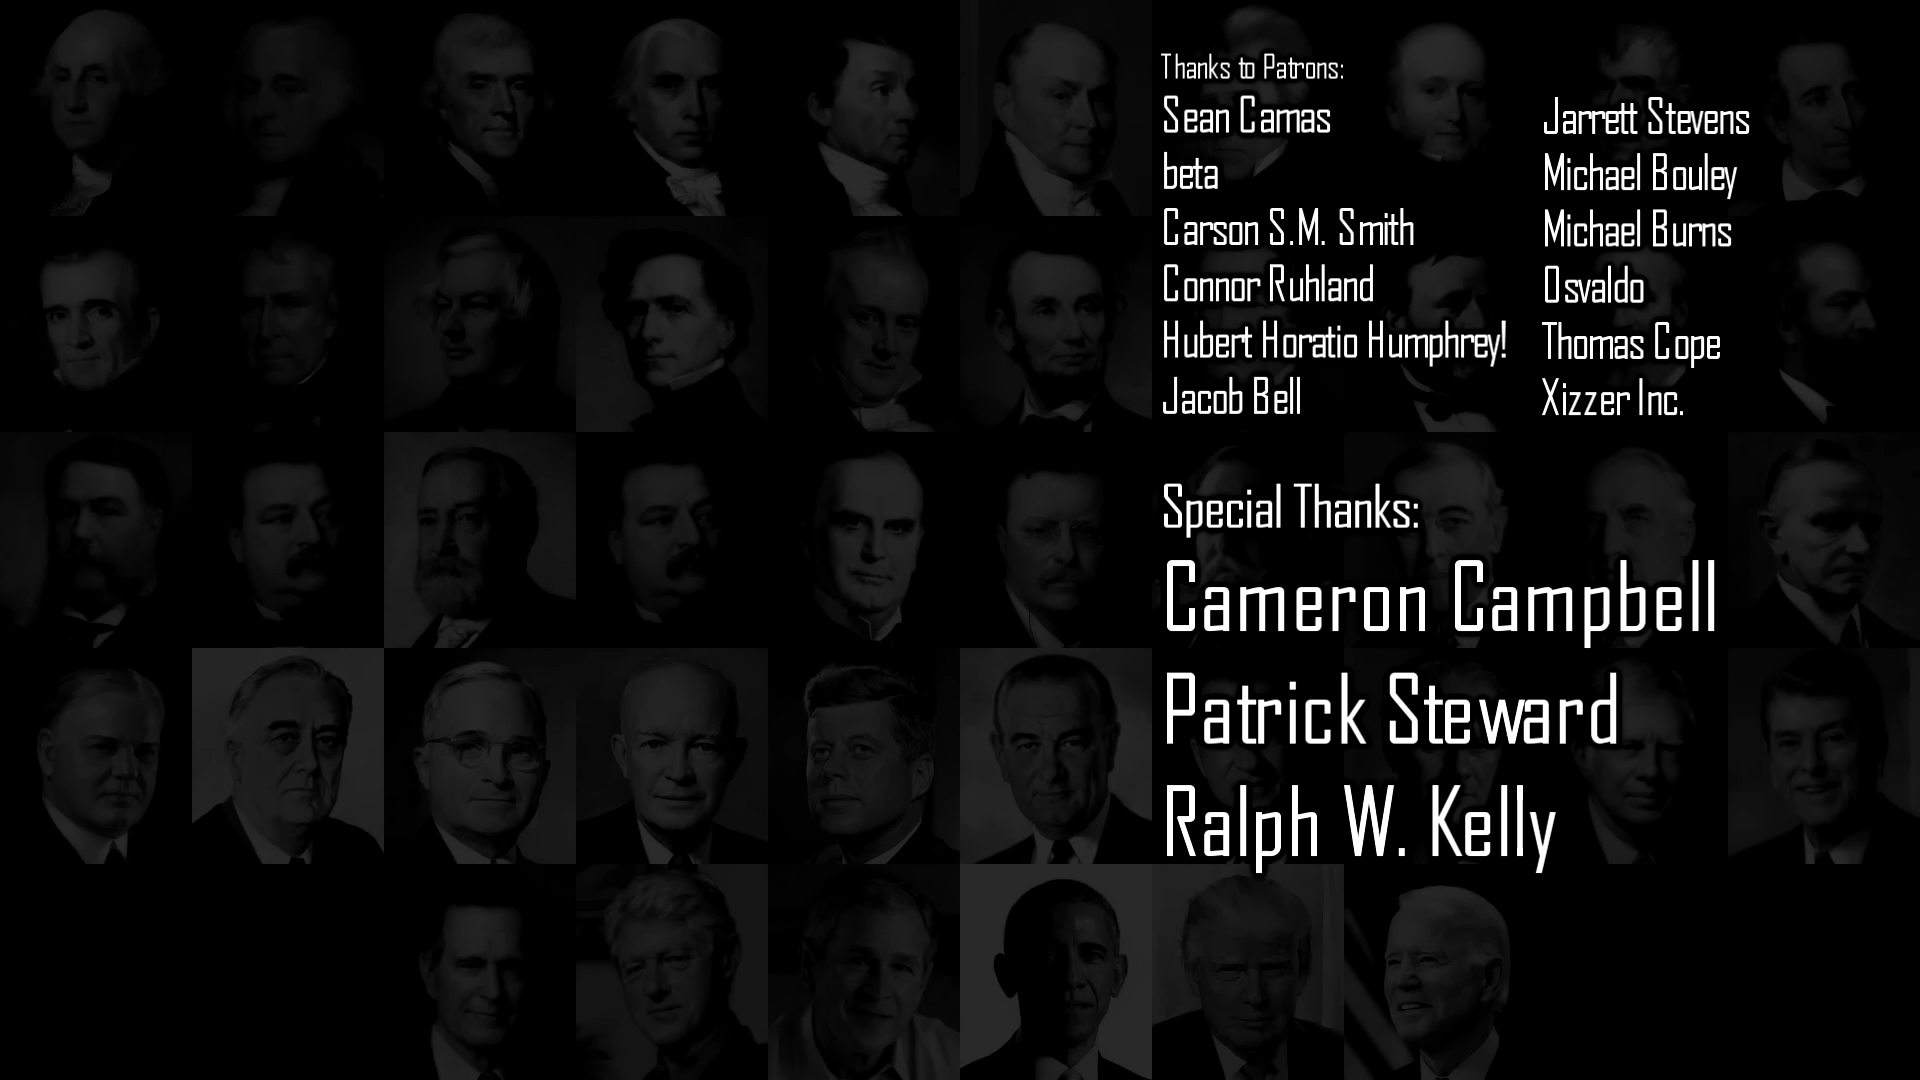 Thanks to Patrons:
Sean Camas
beta
Carson S.M. Smith
Connor Ruhland
Hubert Horatio Humphrey!
Jacob Bell
Jarrett Stevens
Michael Bouley
Michael Burns
Osvaldo
Thomas Cope
Xizzer Inc.
Special Thanks:
Cameron Campbell
Patrick Steward
Ralph W. Kelly